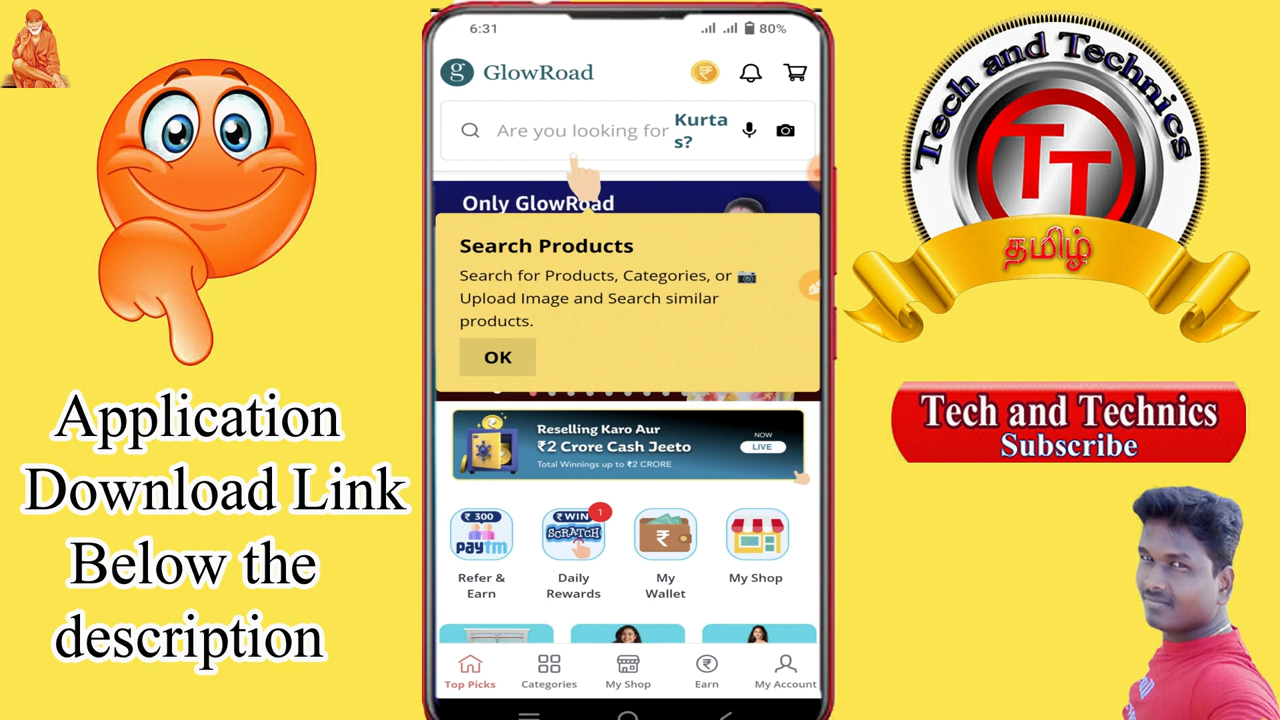 6:31
80%
g GlowRoad
Are you looking for Kurta
s?
Only GlowRoad
Search Products
Search for Products, Categories, or
Upload Image and Search similar
products.
OK
Reselling Karo Aur
₹2 Crore Cash Jeeto
Total Winnings up to ₹2 CRORE
NOW
LIVE
₹ 300
paytm
₹ WIN
SCRATCH
1
Refer &
Earn
Daily
Rewards
My
Wallet
My Shop
Top Picks
Categories
My Shop
Earn
My Account
Application
Download Link
Below the
description
Tech and Technics
TT
தமிழ்
Tech and Technics
Subscribe